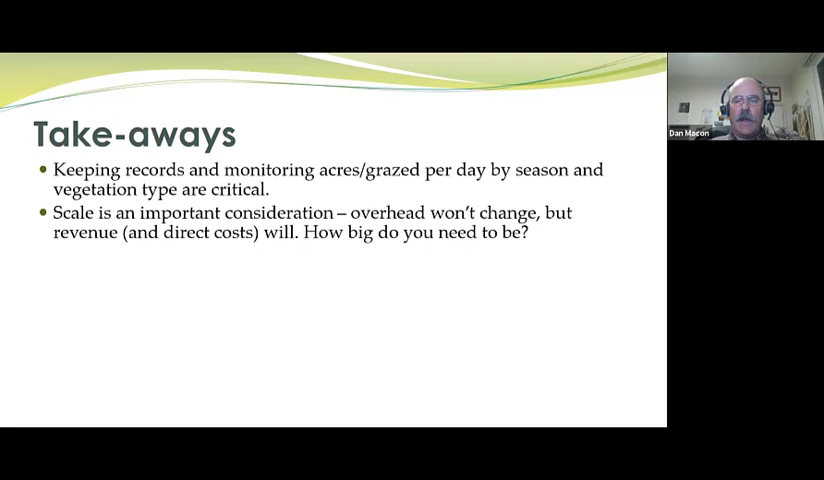 Take-aways
• Keeping records and monitoring acres/grazed per day by season and
vegetation type are critical.
• Scale is an important consideration – overhead won't change, but
revenue (and direct costs) will. How big do you need to be?
Dan Macon